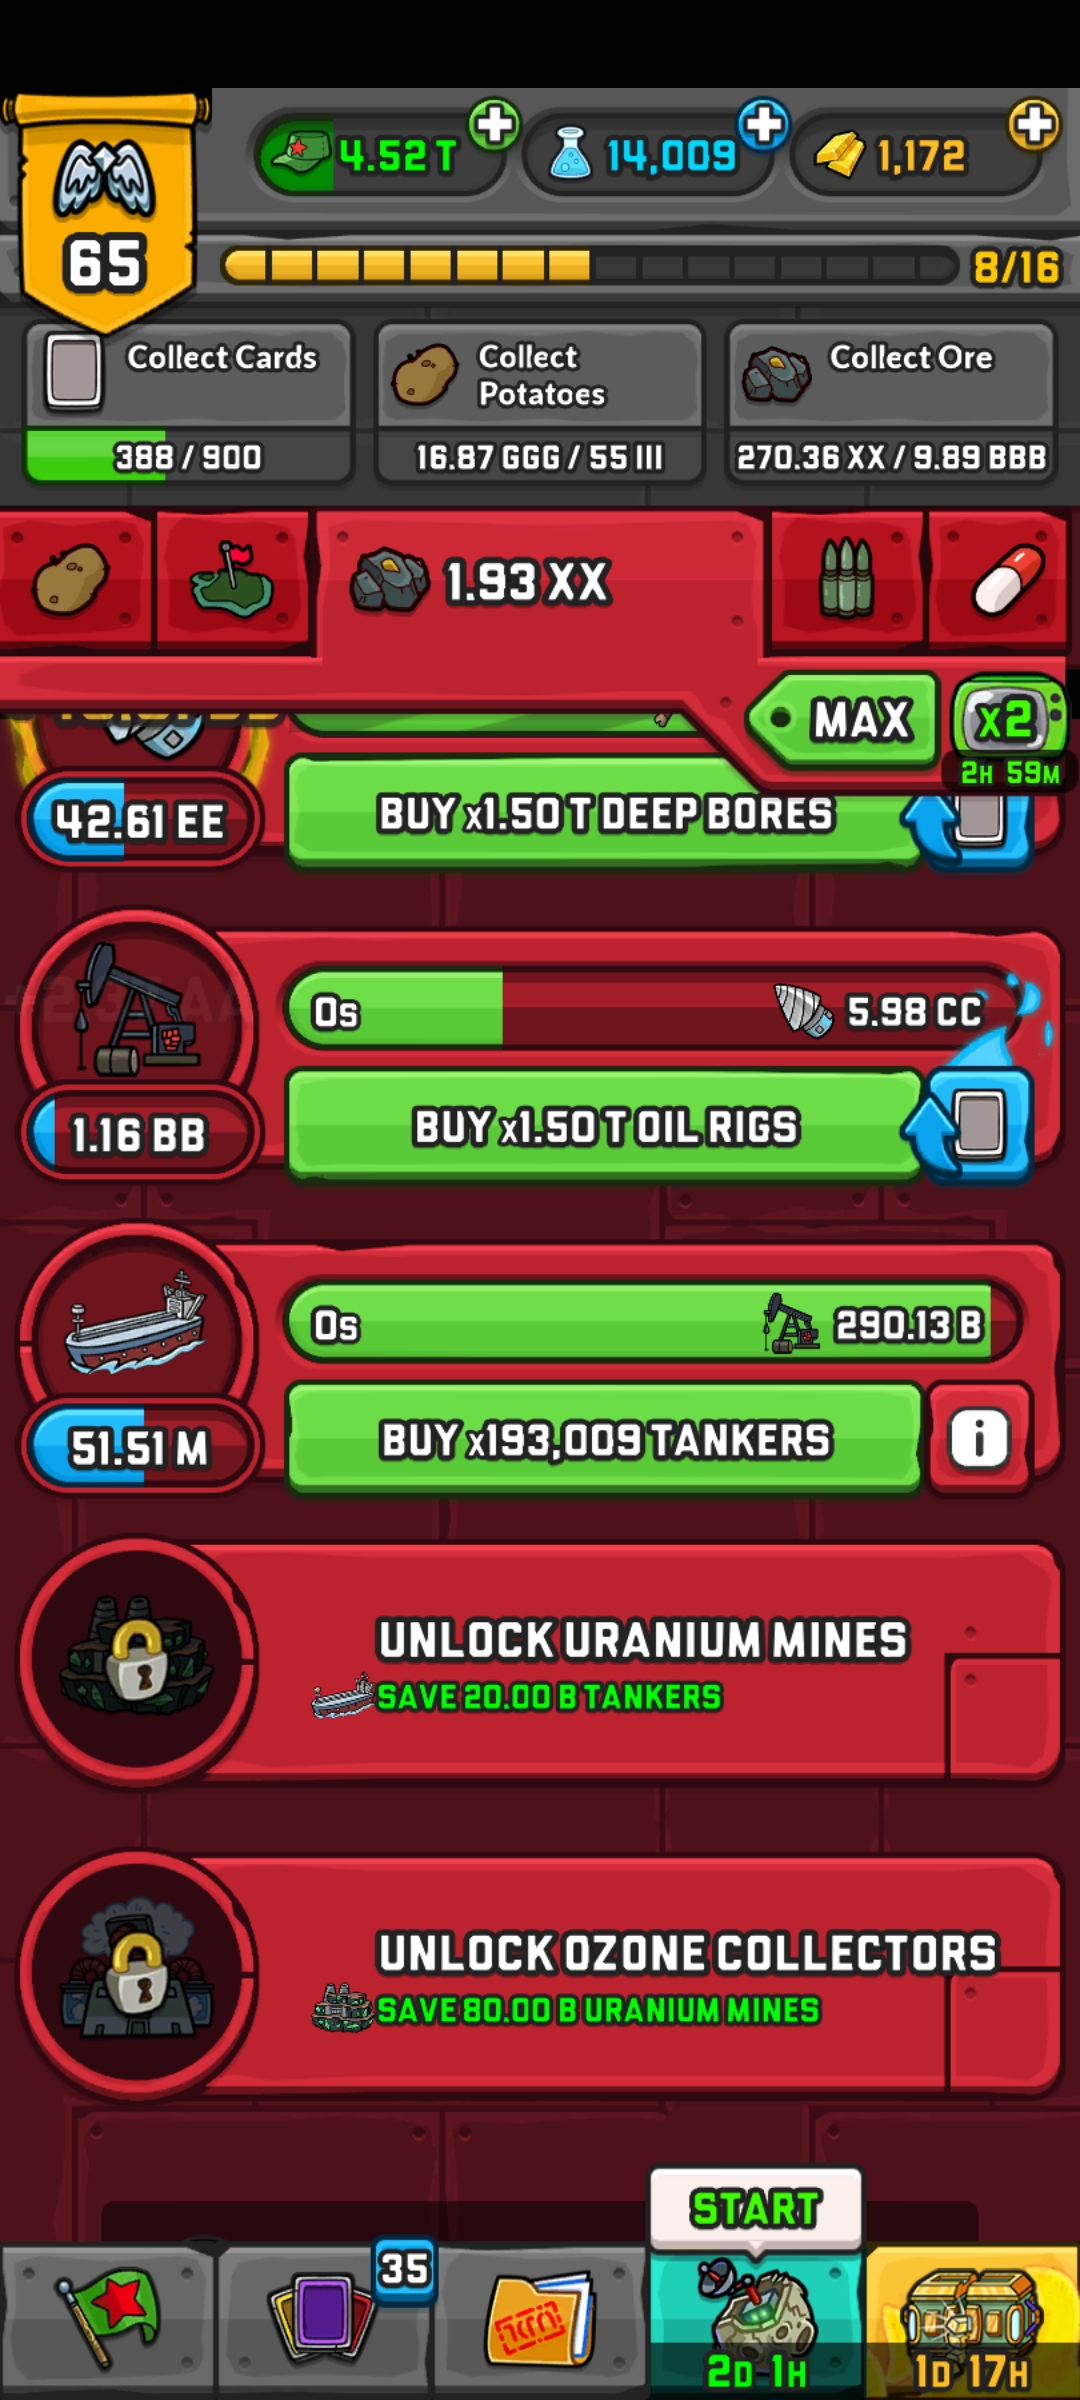 65
4.52 T
14,009
1,172
8/16
Collect Cards
388 / 900
Collect
Potatoes
16.87 GGG / 55 III
Collect Ore
270.36 XX / 9.89 BBB
1.93 XX
MAX
x2
2H 59M
42.61 EE
BUY x1.50 T DEEP BORES
0s
5.98 CC
1.16 BB
BUY x1.50 T OIL RIGS
0s
290.13 B
51.51 M
BUY x193,009 TANKERS
i
UNLOCK URANIUM MINES
SAVE 20.00 B TANKERS
UNLOCK OZONE COLLECTORS
SAVE 80.00 B URANIUM MINES
START
35
2D 1H
1D 17H